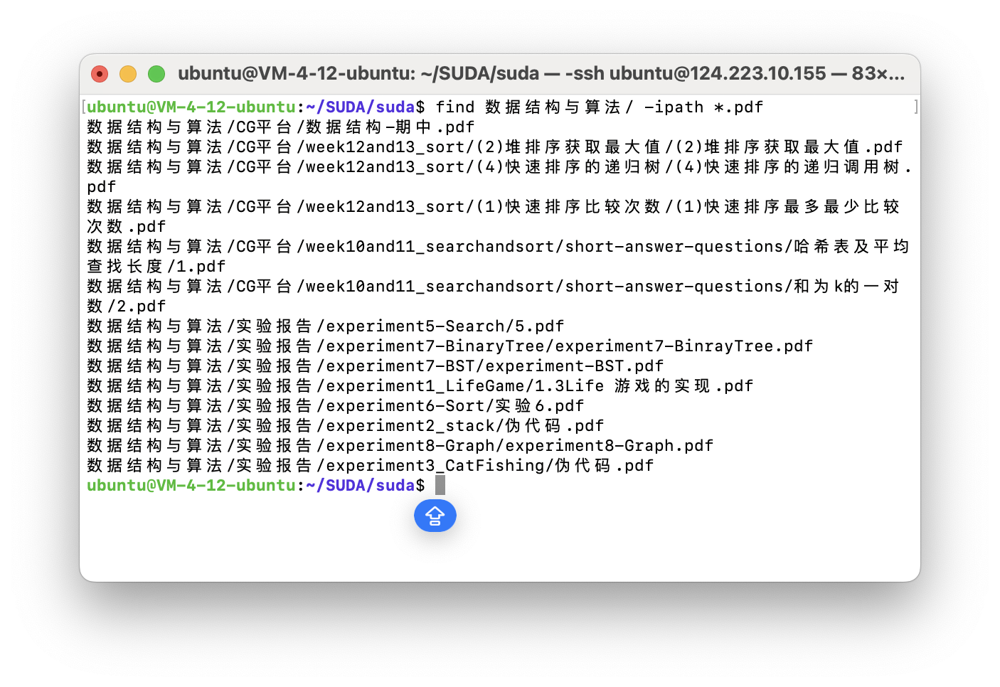 ubuntu@VM-4-12-ubuntu: ~/SUDA/suda — -ssh ubuntu@124.223.10.155 — 83×...
[ubuntu@VM-4-12-ubuntu:~/SUDA/suda$ find 数据结构与算法/ -ipath *.pdf ]
数据结构与算法/CG平台/数据结构-期中.pdf
数据结构与算法/CG平台/week12and13_sort/(2)堆排序获取最大值/(2)堆排序获取最大值.pdf
数据结构与算法/CG平台/week12and13_sort/(4)快速排序的递归树/(4)快速排序的递归调用树.
pdf
数据结构与算法/CG平台/week12and13_sort/(1)快速排序比较次数/(1)快速排序最多最少比较
次数.pdf
数据结构与算法/CG平台/week10and11_searchandsort/short-answer-questions/哈希表及平均
查找长度/1.pdf
数据结构与算法/CG平台/week10and11_searchandsort/short-answer-questions/和为k的一对
数/2.pdf
数据结构与算法/实验报告/experiment5-Search/5.pdf
数据结构与算法/实验报告/experiment7-BinaryTree/experiment7-BinrayTree.pdf
数据结构与算法/实验报告/experiment7-BST/experiment-BST.pdf
数据结构与算法/实验报告/experiment1_LifeGame/1.3Life 游戏的实现.pdf
数据结构与算法/实验报告/experiment6-Sort/实验6.pdf
数据结构与算法/实验报告/experiment2_stack/伪代码.pdf
数据结构与算法/实验报告/experiment8-Graph/experiment8-Graph.pdf
数据结构与算法/实验报告/experiment3_CatFishing/伪代码.pdf
ubuntu@VM-4-12-ubuntu:~/SUDA/suda$